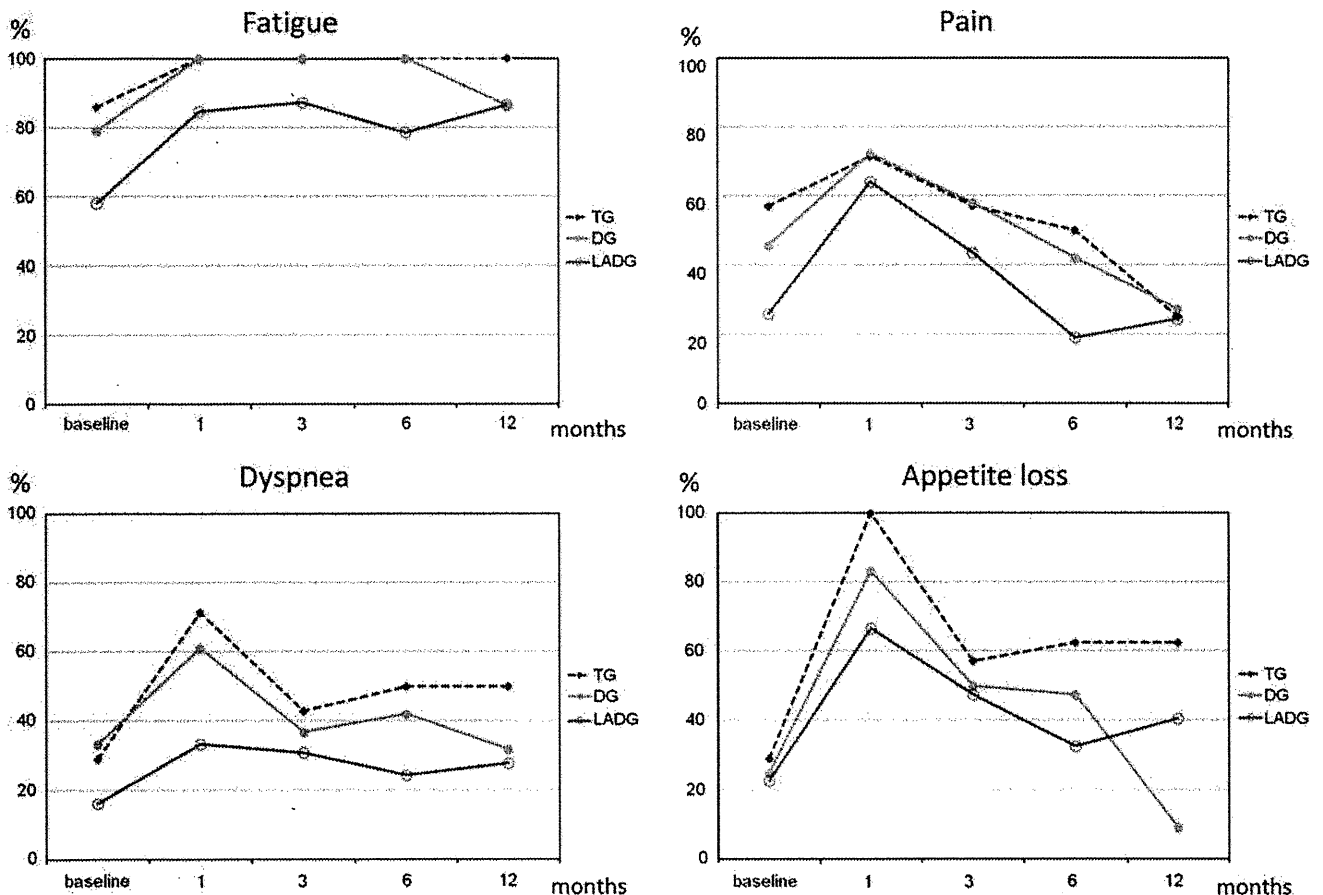 Fatigue
%
100
80
60
40
20
0
baseline 1 3 6 12 months
TG
DG
LADG
Pain
%
100
80
60
40
20
0
baseline 1 3 6 12 months
TG
DG
LADG
Dyspnea
%
100
80
60
40
20
0
baseline 1 3 6 12 months
TG
DG
LADG
Appetite loss
%
100
80
60
40
20
0
baseline 1 3 6 12 months
TG
DG
LADG